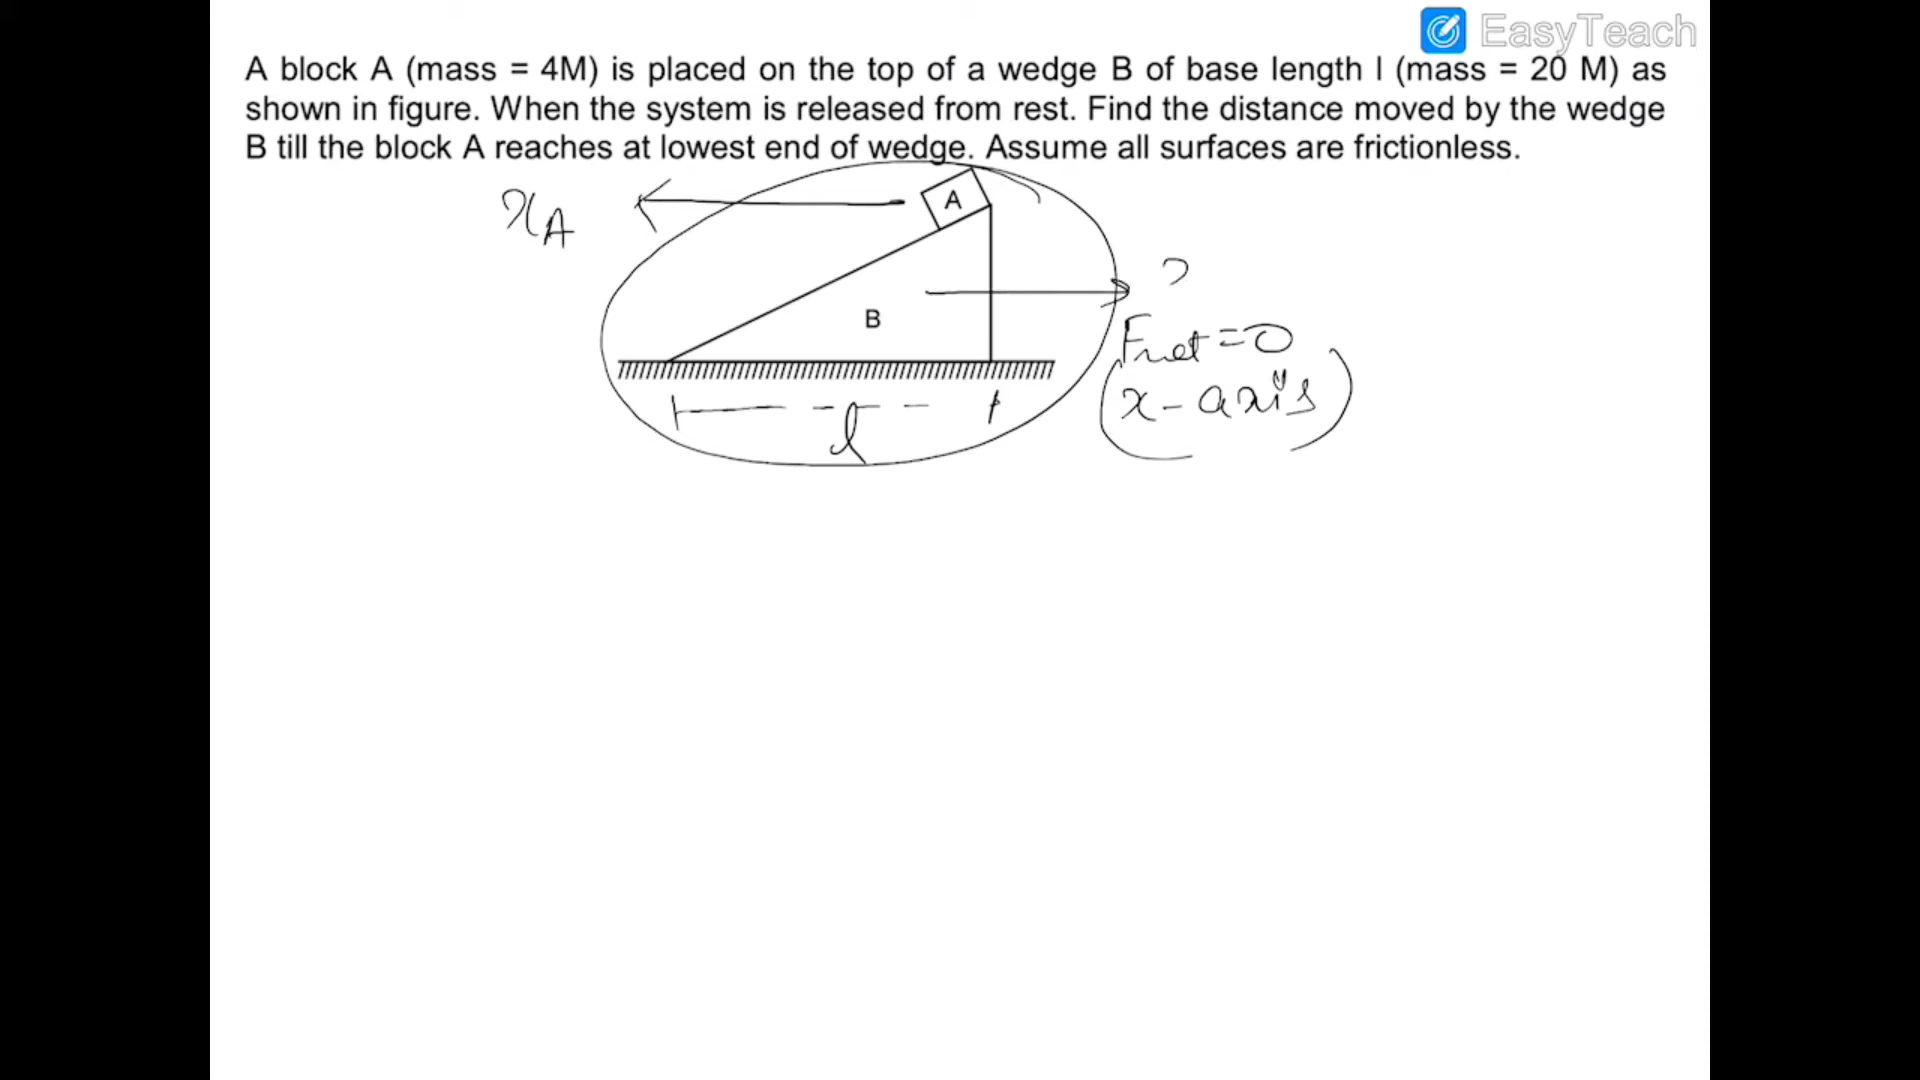 EasyTeach
A block A (mass = 4M) is placed on the top of a wedge B of base length l (mass = 20 M) as
shown in figure. When the system is released from rest. Find the distance moved by the wedge
B till the block A reaches at lowest end of wedge. Assume all surfaces are frictionless.
xA
A
?
B
Fnet=0
(x-axis)
l